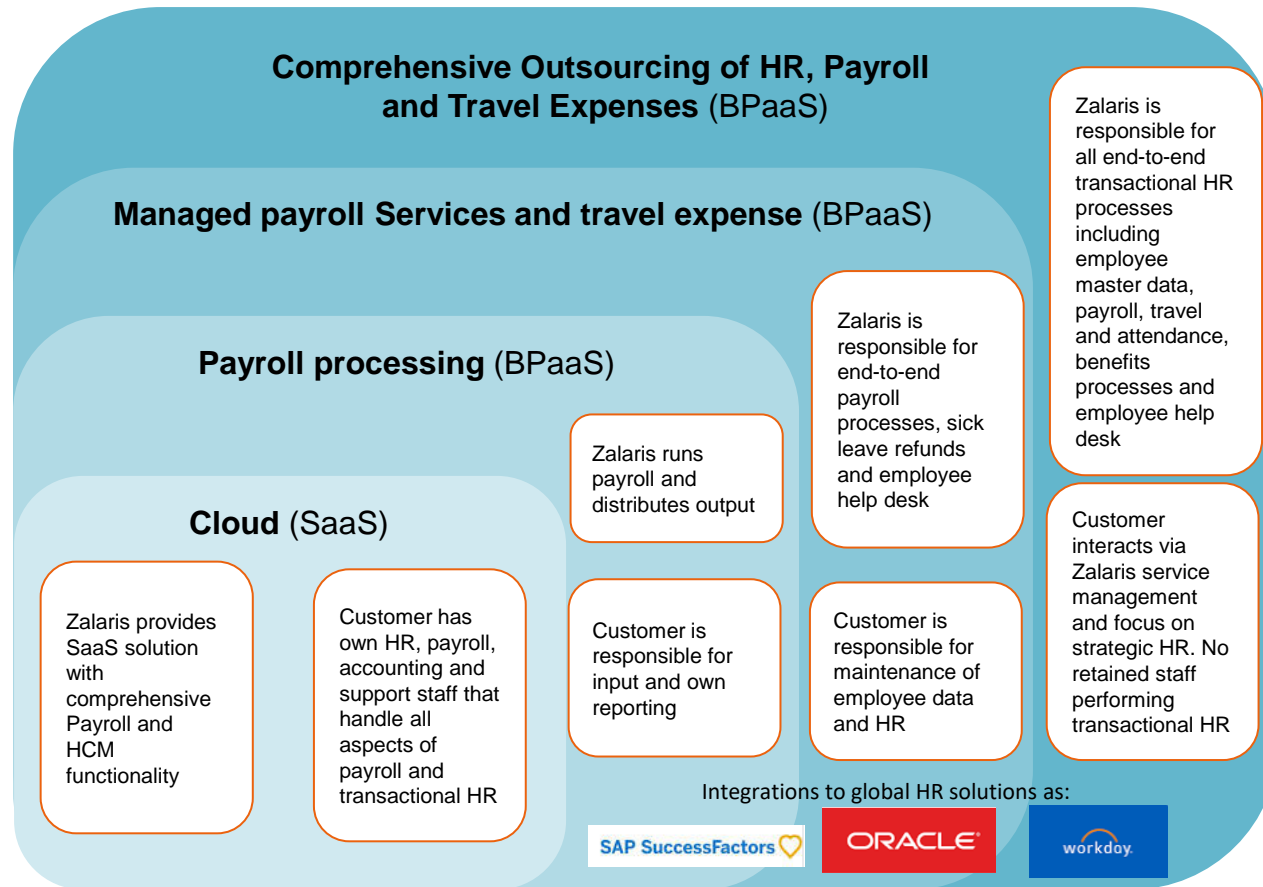 Comprehensive Outsourcing of HR, Payroll
and Travel Expenses (BPaaS)
Zalaris is
responsible for
all end-to-end
transactional HR
processes
including
employee
master data,
payroll, travel
and attendance,
benefits
processes and
employee help
desk
Managed payroll Services and travel expense (BPaaS)
Zalaris is
responsible for
end-to-end
payroll
processes, sick
leave refunds
and employee
help desk
Payroll processing (BPaaS)
Zalaris runs
payroll and
distributes output
Cloud (SaaS)
Zalaris provides
SaaS solution
with
comprehensive
Payroll and
HCM
functionality
Customer has
own HR, payroll,
accounting and
support staff that
handle all
aspects of
payroll and
transactional HR
Customer is
responsible for
input and own
reporting
Customer is
responsible for
maintenance of
employee data
and HR
Customer
interacts via
Zalaris service
management
and focus on
strategic HR. No
retained staff
performing
transactional HR
Integrations to global HR solutions as:
SAP SuccessFactors
ORACLE
workday.